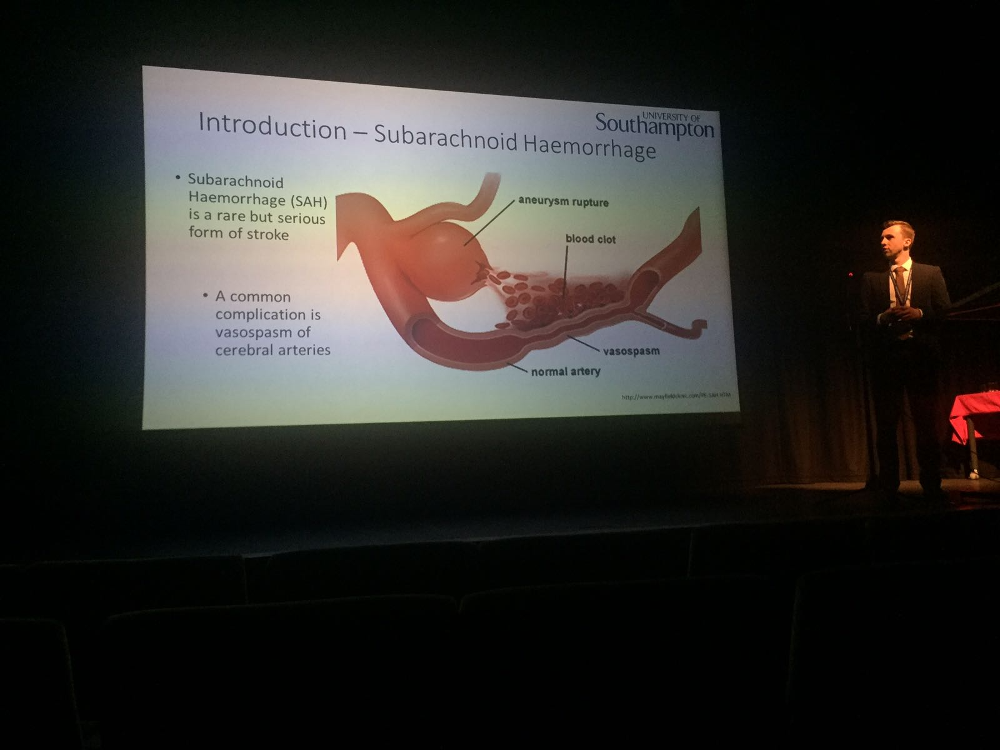 UNIVERSITY OF
Southampton
Introduction – Subarachnoid Haemorrhage
• Subarachnoid
Haemorrhage (SAH)
is a rare but serious
form of stroke
• A common
complication is
vasospasm of
cerebral arteries
aneurysm rupture
blood clot
vasospasm
normal artery
http://www.mayfieldclinic.com/PE-SAH.HTM